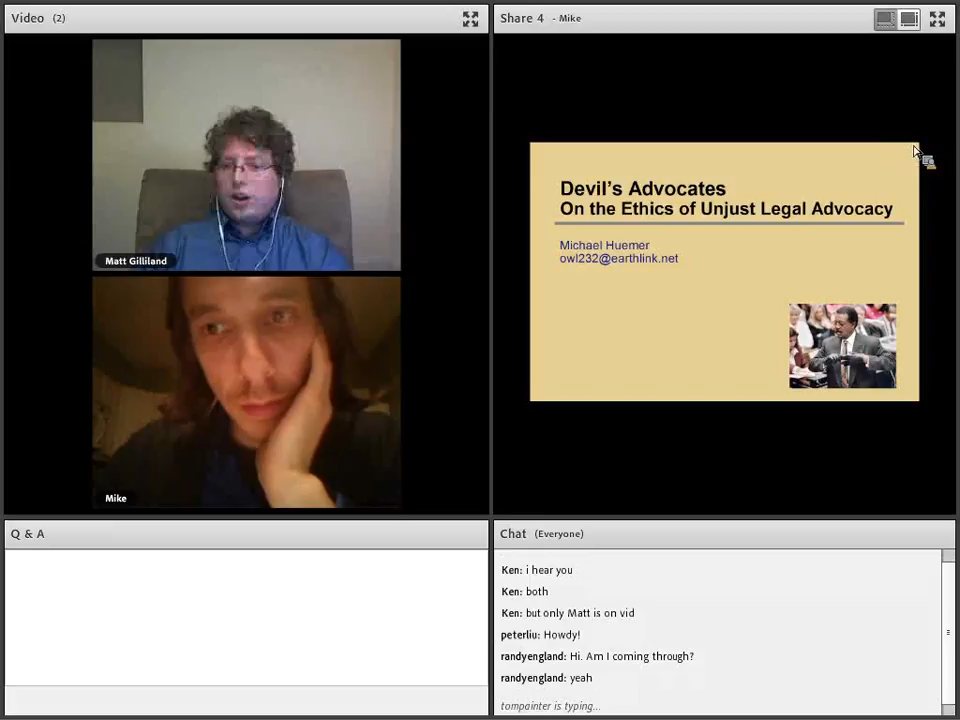 Video (2)
Matt Gilliland
Mike
Share 4 - Mike
Devil's Advocates
On the Ethics of Unjust Legal Advocacy
Michael Huemer
owl232@earthlink.net
Q & A
Chat (Everyone)
Ken: i hear you
Ken: both
Ken: but only Matt is on vid
peterliu: Howdy!
randyengland: Hi. Am I coming through?
randyengland: yeah
tompainter is typing...